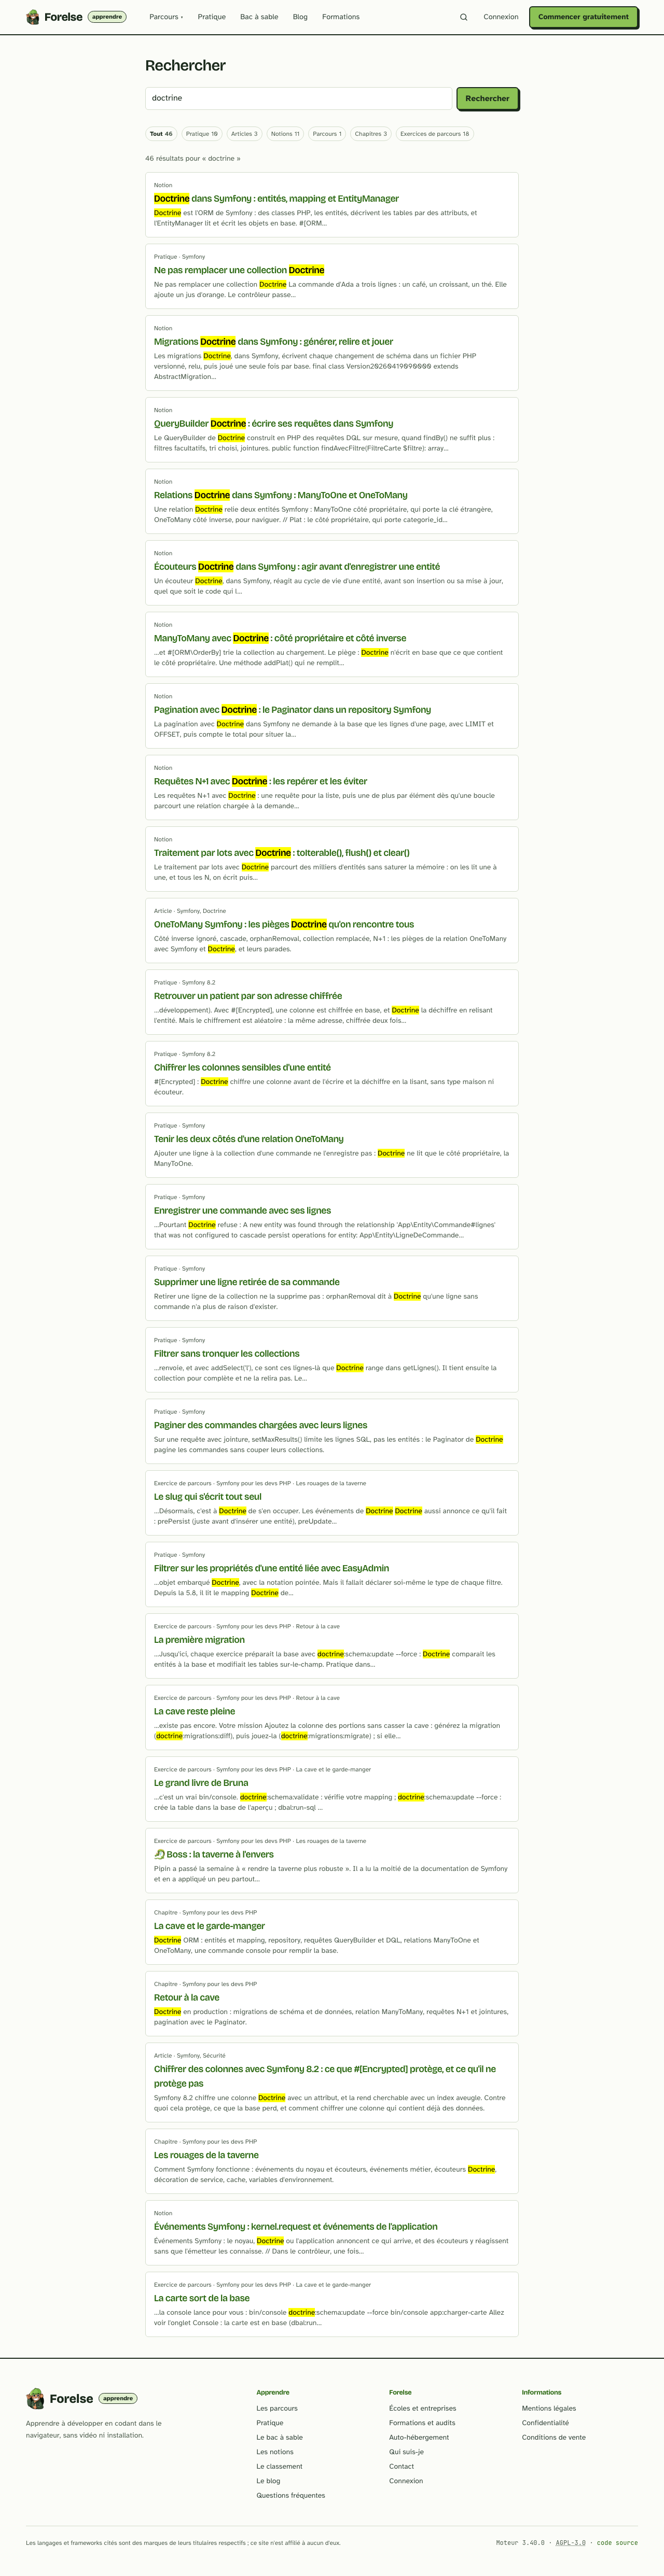 Forelse apprendre Parcours Pratique Bac à sable Blog Formations Connexion Commencer gratuitement
Rechercher
doctrine Rechercher
Tout 46 Pratique 10 Articles 3 Notions 11 Parcours 1 Chapitres 3 Exercices de parcours 18
46 résultats pour « doctrine »
Notion
Doctrine dans Symfony : entités, mapping et EntityManager
Doctrine est l'ORM de Symfony : des classes PHP, les entités, décrivent les tables par des attributs, et
l'EntityManager lit et écrit les objets en base. #[ORM…
Pratique · Symfony
Ne pas remplacer une collection Doctrine
Ne pas remplacer une collection Doctrine La commande d'Ada a trois lignes : un café, un croissant, un thé. Elle
ajoute un jus d'orange. Le contrôleur passe…
Notion
Migrations Doctrine dans Symfony : générer, relire et jouer
Les migrations Doctrine, dans Symfony, écrivent chaque changement de schéma dans un fichier PHP
versionné, relu, puis joué une seule fois par base. final class Version20260419090000 extends
AbstractMigration…
Notion
QueryBuilder Doctrine : écrire ses requêtes dans Symfony
Le QueryBuilder de Doctrine construit en PHP des requêtes DQL sur mesure, quand findBy() ne suffit plus :
filtres facultatifs, tri choisi, jointures. public function findAvecFiltre(FiltreCarte $filtre): array…
Notion
Relations Doctrine dans Symfony : ManyToOne et OneToMany
Une relation Doctrine relie deux entités Symfony : ManyToOne côté propriétaire, qui porte la clé étrangère,
OneToMany côté inverse, pour naviguer. // Plat : le côté propriétaire, qui porte categorie_id…
Notion
Écouteurs Doctrine dans Symfony : agir avant d'enregistrer une entité
Un écouteur Doctrine, dans Symfony, réagit au cycle de vie d'une entité, avant son insertion ou sa mise à jour,
quel que soit le code qui l…
Notion
ManyToMany avec Doctrine : côté propriétaire et côté inverse
…et #[ORM\OrderBy] trie la collection au chargement. Le piège : Doctrine n'écrit en base que ce que contient
le côté propriétaire. Une méthode addPlat() qui ne remplit…
Notion
Pagination avec Doctrine : le Paginator dans un repository Symfony
La pagination avec Doctrine dans Symfony ne demande à la base que les lignes d'une page, avec LIMIT et
OFFSET, puis compte le total pour situer la…
Notion
Requêtes N+1 avec Doctrine : les repérer et les éviter
Les requêtes N+1 avec Doctrine : une requête pour la liste, puis une de plus par élément dès qu'une boucle
parcourt une relation chargée à la demande…
Notion
Traitement par lots avec Doctrine : toIterable(), flush() et clear()
Le traitement par lots avec Doctrine parcourt des milliers d'entités sans saturer la mémoire : on les lit une à
une, et tous les N, on écrit puis…
Article · Symfony, Doctrine
OneToMany Symfony : les pièges Doctrine qu'on rencontre tous
Côté inverse ignoré, cascade, orphanRemoval, collection remplacée, N+1 : les pièges de la relation OneToMany
avec Symfony et Doctrine, et leurs parades.
Pratique · Symfony 8.2
Retrouver un patient par son adresse chiffrée
…développement). Avec #[Encrypted], une colonne est chiffrée en base, et Doctrine la déchiffre en relisant
l'entité. Mais le chiffrement est aléatoire : la même adresse, chiffrée deux fois…
Pratique · Symfony 8.2
Chiffrer les colonnes sensibles d'une entité
#[Encrypted] : Doctrine chiffre une colonne avant de l'écrire et la déchiffre en la lisant, sans type maison ni
écouteur.
Pratique · Symfony
Tenir les deux côtés d'une relation OneToMany
Ajouter une ligne à la collection d'une commande ne l'enregistre pas : Doctrine ne lit que le côté propriétaire, la
ManyToOne.
Pratique · Symfony
Enregistrer une commande avec ses lignes
…Pourtant Doctrine refuse : A new entity was found through the relationship 'App\Entity\Commande#lignes'
that was not configured to cascade persist operations for entity: App\Entity\LigneDeCommande…
Pratique · Symfony
Supprimer une ligne retirée de sa commande
Retirer une ligne de la collection ne la supprime pas : orphanRemoval dit à Doctrine qu'une ligne sans
commande n'a plus de raison d'exister.
Pratique · Symfony
Filtrer sans tronquer les collections
…renvoie, et avec addSelect('l'), ce sont ces lignes-là que Doctrine range dans getLignes(). Il tient ensuite la
collection pour complète et ne la relira pas. Le…
Pratique · Symfony
Paginer des commandes chargées avec leurs lignes
Sur une requête avec jointure, setMaxResults() limite les lignes SQL, pas les entités : le Paginator de Doctrine
pagine les commandes sans couper leurs collections.
Exercice de parcours · Symfony pour les devs PHP · Les rouages de la taverne
Le slug qui s'écrit tout seul
…Désormais, c'est à Doctrine de s'en occuper. Les événements de Doctrine Doctrine aussi annonce ce qu'il fait
: prePersist (juste avant d'insérer une entité), preUpdate…
Pratique · Symfony
Filtrer sur les propriétés d'une entité liée avec EasyAdmin
…objet embarqué Doctrine, avec la notation pointée. Mais il fallait déclarer soi-même le type de chaque filtre.
Depuis la 5.8, il lit le mapping Doctrine de…
Exercice de parcours · Symfony pour les devs PHP · Retour à la cave
La première migration
…Jusqu'ici, chaque exercice préparait la base avec doctrine:schema:update --force : Doctrine comparait les
entités à la base et modifiait les tables sur-le-champ. Pratique dans…
Exercice de parcours · Symfony pour les devs PHP · Retour à la cave
La cave reste pleine
…existe pas encore. Votre mission Ajoutez la colonne des portions sans casser la cave : générez la migration
(doctrine:migrations:diff), puis jouez-la (doctrine:migrations:migrate) ; si elle…
Exercice de parcours · Symfony pour les devs PHP · La cave et le garde-manger
Le grand livre de Bruna
…c'est un vrai bin/console. doctrine:schema:validate : vérifie votre mapping ; doctrine:schema:update --force :
crée la table dans la base de l'aperçu ; dbal:run-sql …
Exercice de parcours · Symfony pour les devs PHP · Les rouages de la taverne
Boss : la taverne à l'envers
Pipin a passé la semaine à « rendre la taverne plus robuste ». Il a lu la moitié de la documentation de Symfony
et en a appliqué un peu partout…
Chapitre · Symfony pour les devs PHP
La cave et le garde-manger
Doctrine ORM : entités et mapping, repository, requêtes QueryBuilder et DQL, relations ManyToOne et
OneToMany, une commande console pour remplir la base.
Chapitre · Symfony pour les devs PHP
Retour à la cave
Doctrine en production : migrations de schéma et de données, relation ManyToMany, requêtes N+1 et jointures,
pagination avec le Paginator.
Article · Symfony, Sécurité
Chiffrer des colonnes avec Symfony 8.2 : ce que #[Encrypted] protège, et ce qu'il ne
protège pas
Symfony 8.2 chiffre une colonne Doctrine avec un attribut, et la rend cherchable avec un index aveugle. Contre
quoi cela protège, ce que la base perd, et comment chiffrer une colonne qui contient déjà des données.
Chapitre · Symfony pour les devs PHP
Les rouages de la taverne
Comment Symfony fonctionne : événements du noyau et écouteurs, événements métier, écouteurs Doctrine,
décoration de service, cache, variables d'environnement.
Notion
Événements Symfony : kernel.request et événements de l'application
Événements Symfony : le noyau, Doctrine ou l'application annoncent ce qui arrive, et des écouteurs y réagissent
sans que l'émetteur les connaisse. // Dans le contrôleur, une fois…
Exercice de parcours · Symfony pour les devs PHP · La cave et le garde-manger
La carte sort de la base
…la console lance pour vous : bin/console doctrine:schema:update --force bin/console app:charger-carte Allez
voir l'onglet Console : la carte est en base (dbal:run…
Forelse apprendre
Apprendre à développer en codant dans le
navigateur, sans vidéo ni installation.
Apprendre
Les parcours
Pratique
Le bac à sable
Les notions
Le classement
Le blog
Questions fréquentes
Forelse
Écoles et entreprises
Formations et audits
Auto-hébergement
Qui suis-je
Contact
Connexion
Informations
Mentions légales
Confidentialité
Conditions de vente
Les langages et frameworks cités sont des marques de leurs titulaires respectifs ; ce site n'est affilié à aucun d'eux. Moteur 3.40.0 · AGPL-3.0 · code source